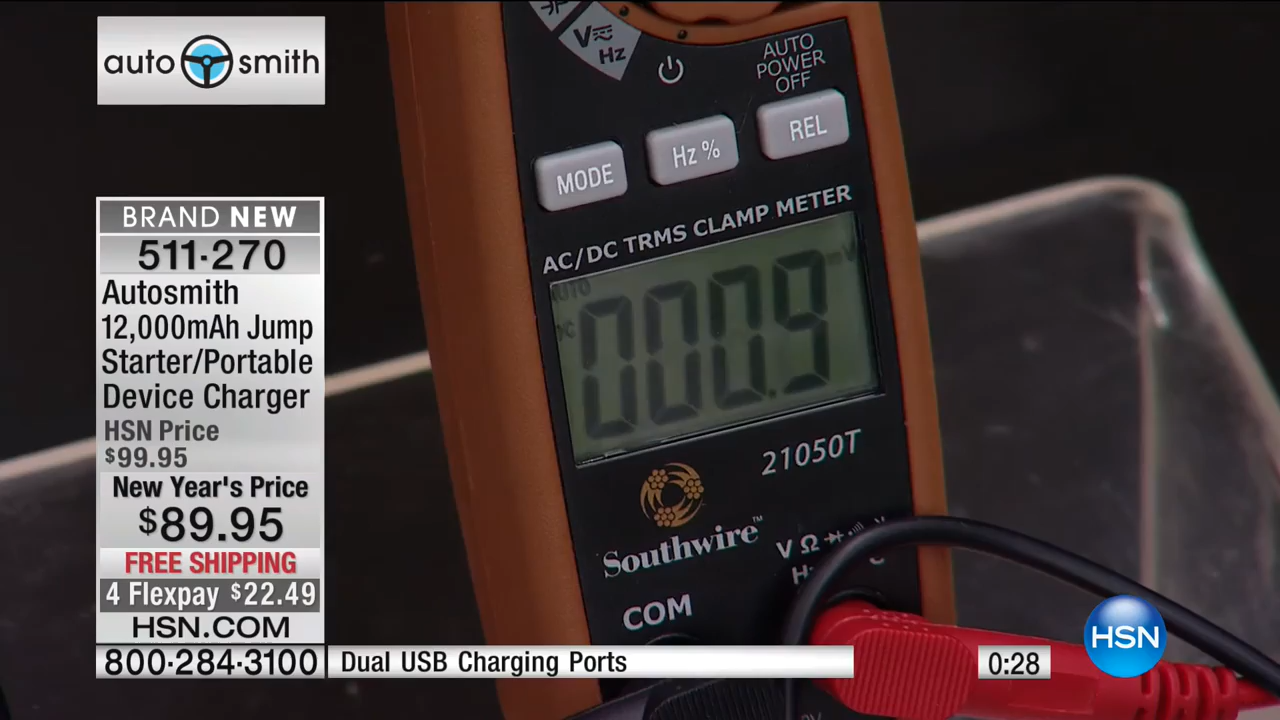 auto smith
BRAND NEW
511·270
Autosmith
12,000mAh Jump
Starter/Portable
Device Charger
HSN Price
$99.95
New Year's Price
$89.95
FREE SHIPPING
4 Flexpay $22.49
HSN.COM
800·284·3100
Dual USB Charging Ports
0:28
HSN
V
Hz
AUTO
POWER
OFF
MODE
Hz %
REL
AC/DC TRMS CLAMP METER
AUTO
000.9
mV
21050T
Southwire™
V Ω
COM